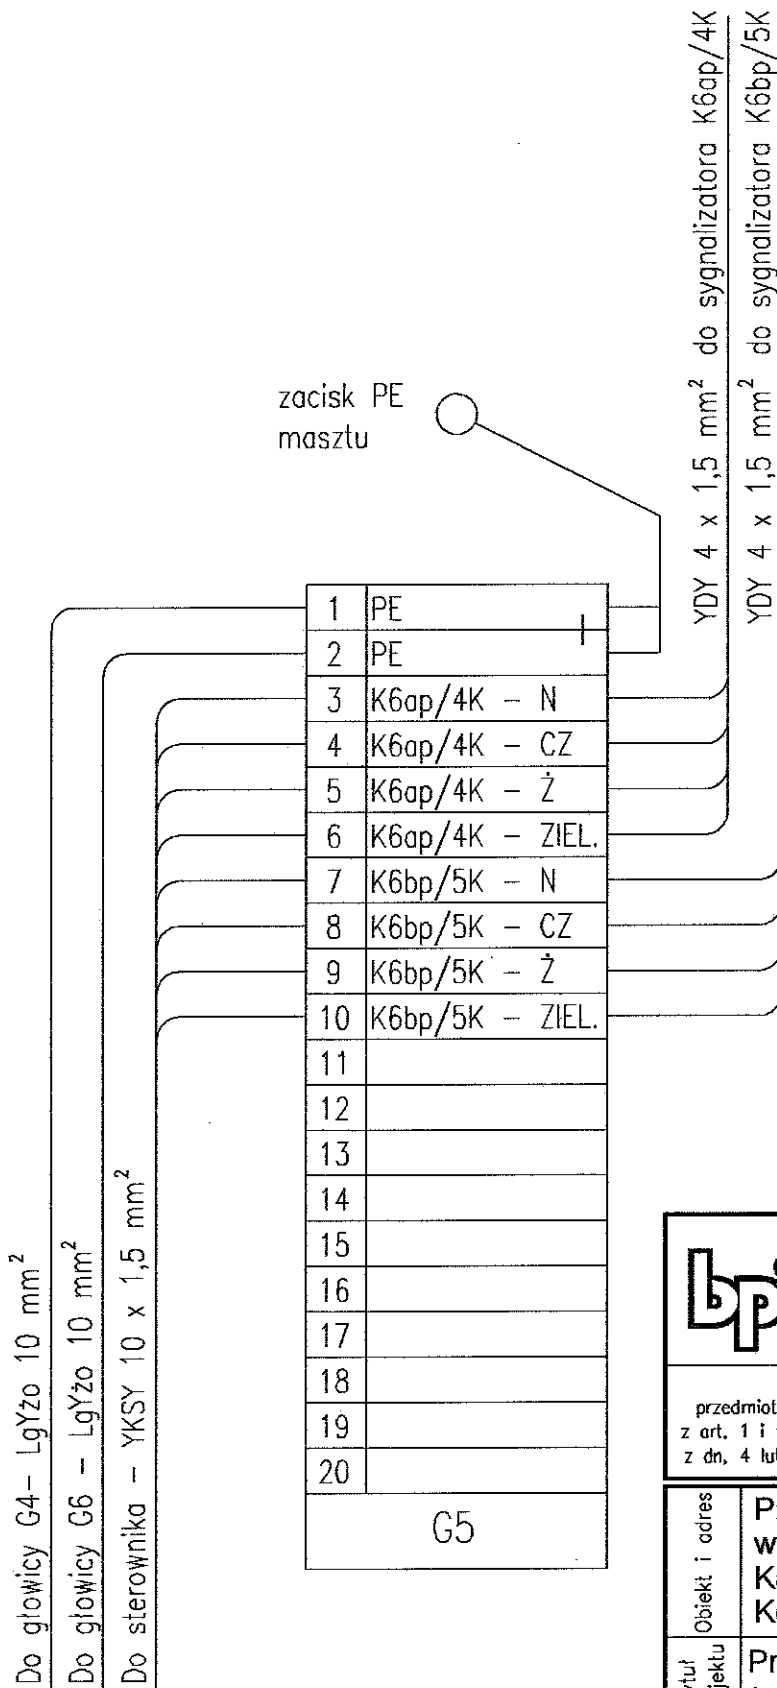 YDY 4 x 1,5 mm² do sygnalizatora K6ap/4K
YDY 4 x 1,5 mm² do sygnalizatora K6bp/5K
zacisk PE
masztu
1 PE
2 PE
3 K6ap/4K – N
4 K6ap/4K – CZ
5 K6ap/4K – Ż
6 K6ap/4K – ZIEL.
7 K6bp/5K – N
8 K6bp/5K – CZ
9 K6bp/5K – Ż
10 K6bp/5K – ZIEL.
11
12
13
14
15
16
17
18
19
20
G5
Do głowicy G4– LgYżo 10 mm²
Do głowicy G6 – LgYżo 10 mm²
Do sterownika – YKSY 10 x 1,5 mm²
bp
przedmiot
z art. 1 i
z dn. 4 lut
Obiekt i adres